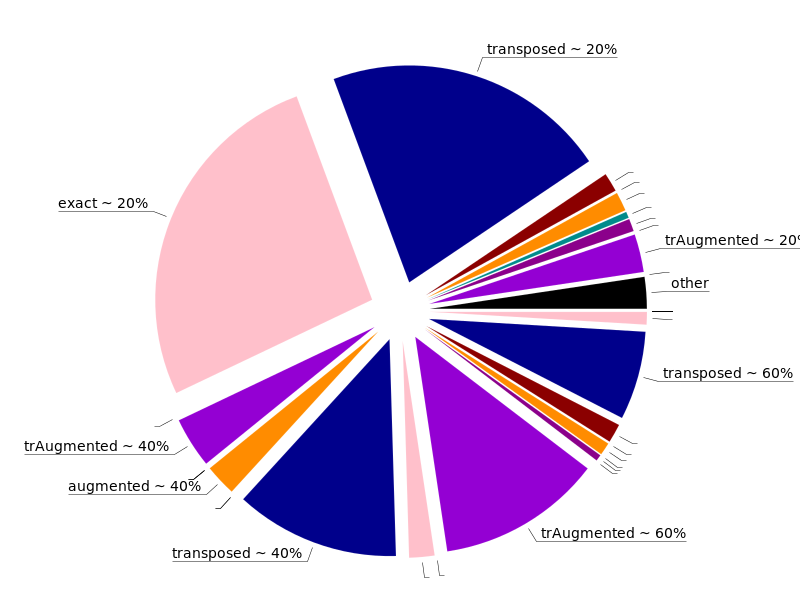 transposed ~ 20%
exact ~ 20%
trAugmented ~ 20%
other
transposed ~ 60%
trAugmented ~ 40%
augmented ~ 40%
trAugmented ~ 60%
transposed ~ 40%